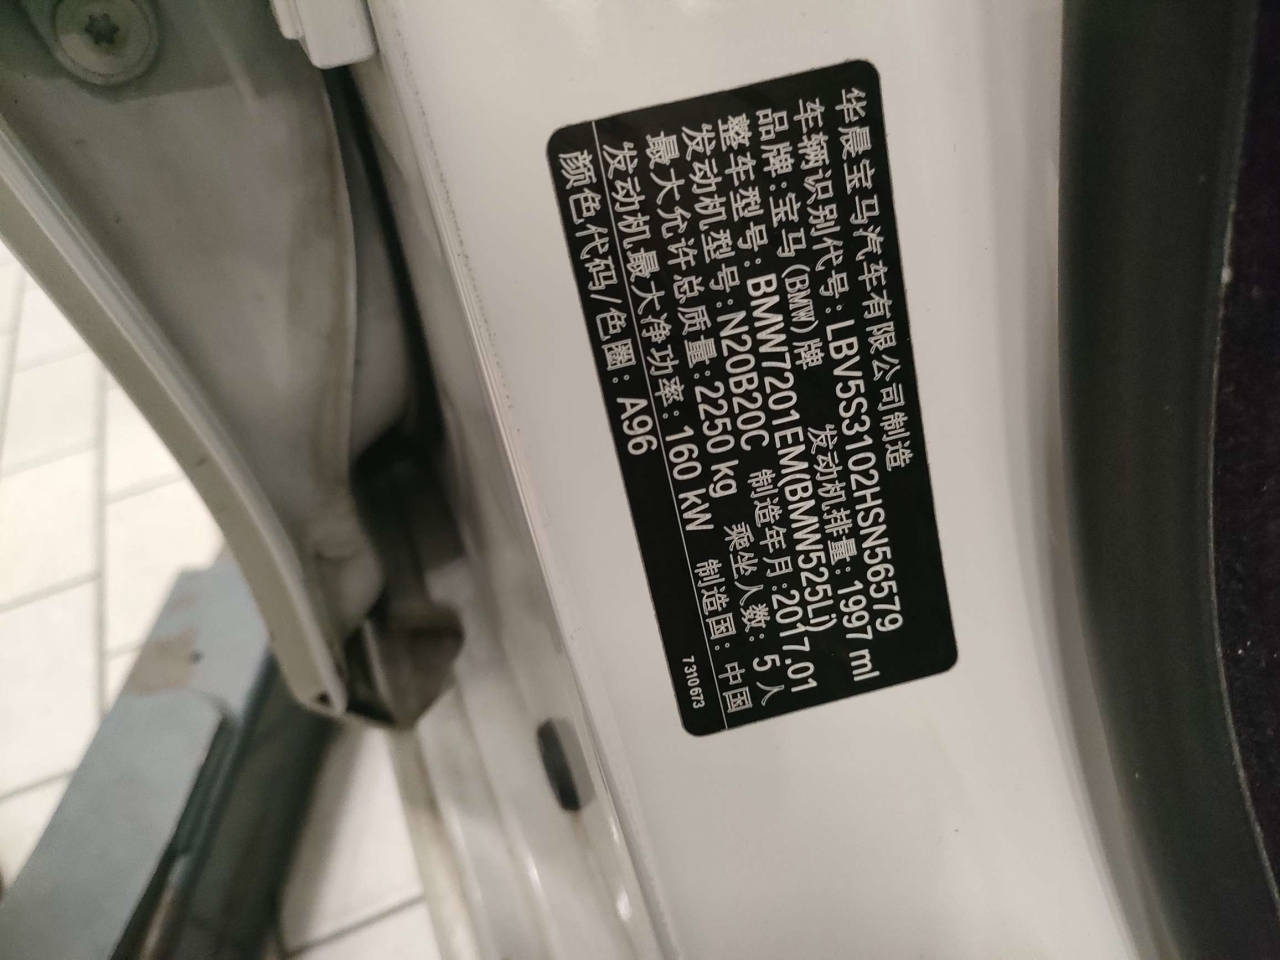 华晨宝马汽车有限公司制造
车辆识别代号:LBV5S3102HSN56579
品牌:宝马(BMW)牌 发动机排量:1997 ml
整车型号:BMW7201EM(BMW525Li)
发动机型号:N20B20C 制造年月:2017.01
最大允许总质量:2250 kg 乘坐人数:5人
发动机最大净功率:160 kW 制造国:中国
颜色代码/色圈:A96 7310673